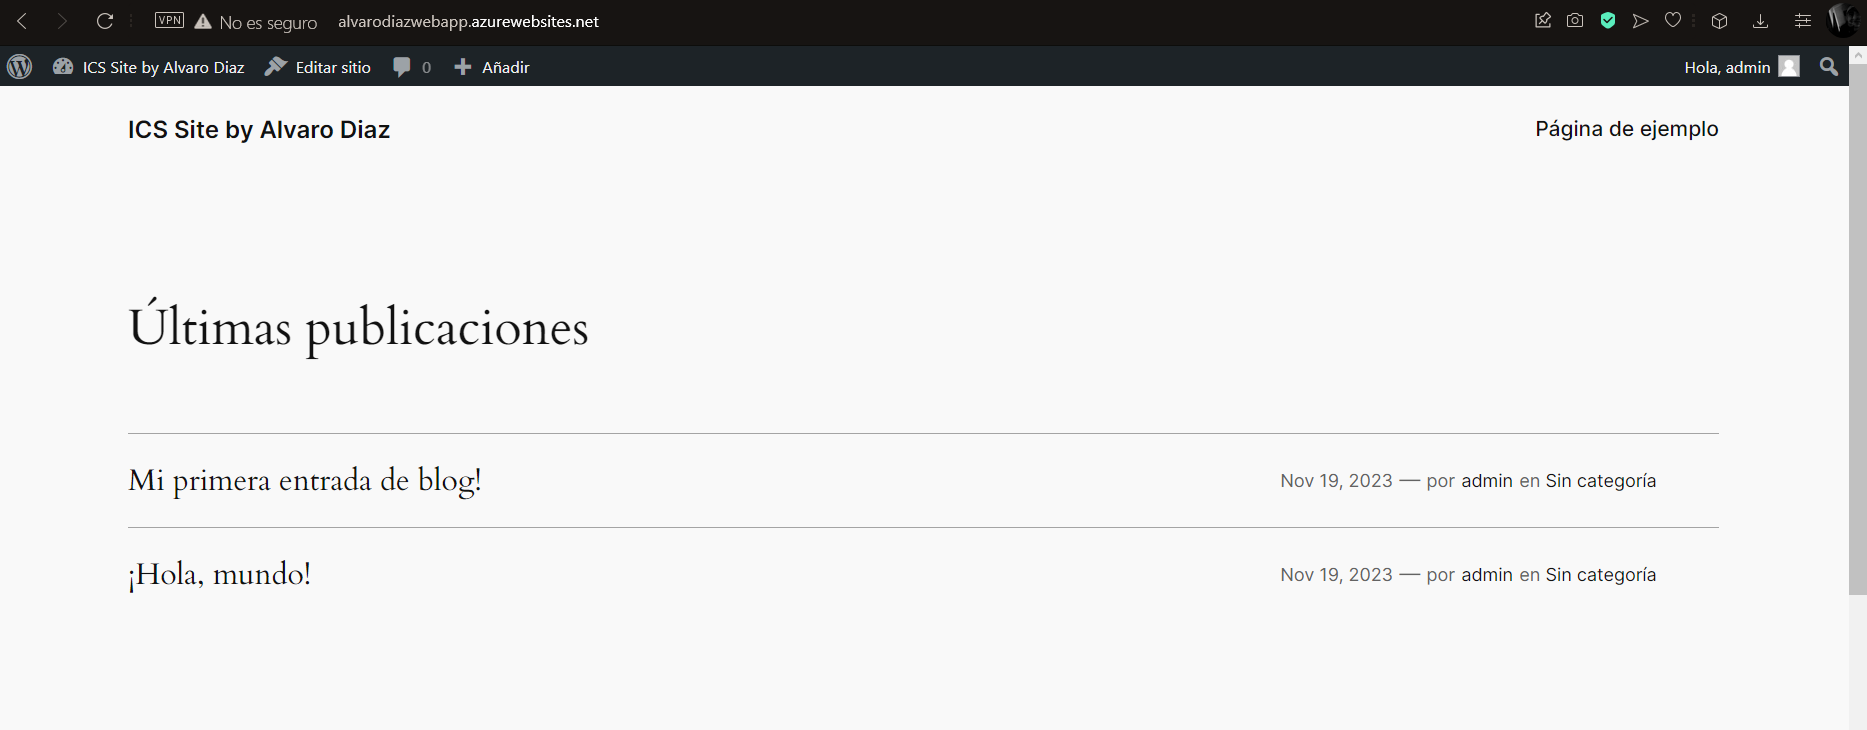 VPN No es seguro alvarodiazwebapp.azurewebsites.net
ICS Site by Alvaro Diaz Editar sitio 0 Añadir Hola, admin
ICS Site by Alvaro Diaz Página de ejemplo
Últimas publicaciones
Mi primera entrada de blog! Nov 19, 2023 — por admin en Sin categoría
¡Hola, mundo! Nov 19, 2023 — por admin en Sin categoría